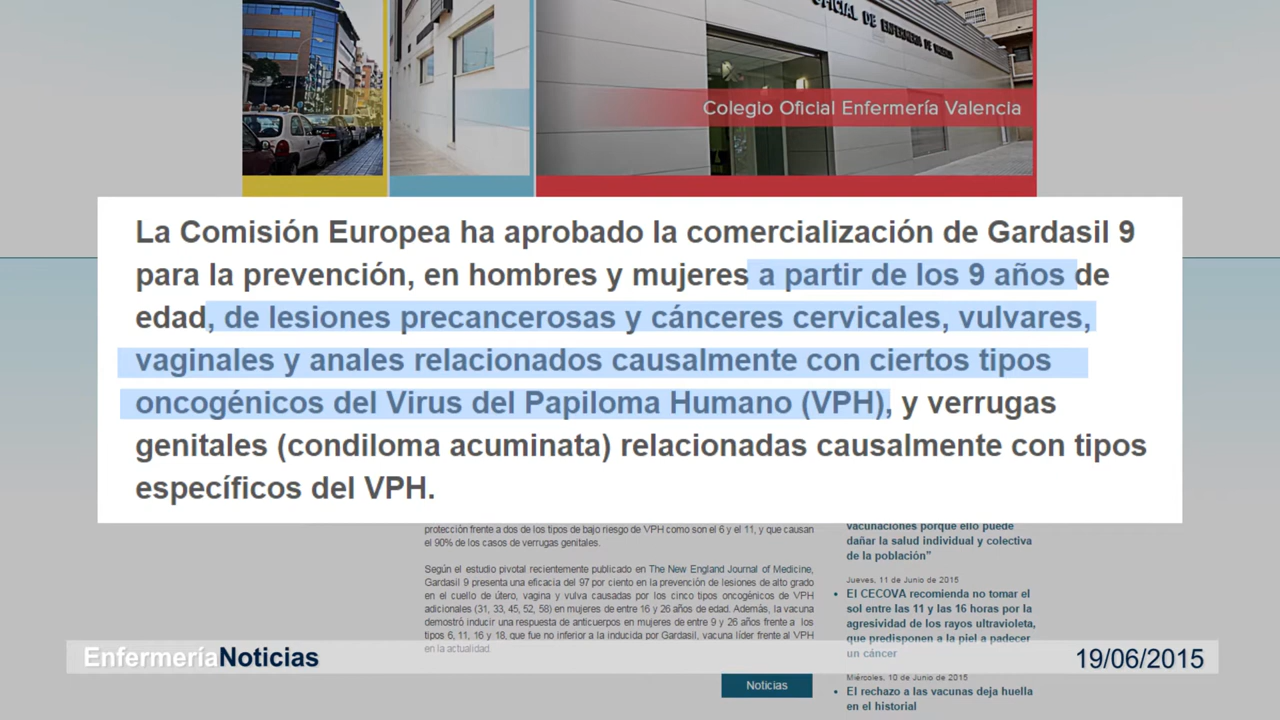 OFICIAL DE ENFERMERÍA DE VALENCIA
Colegio Oficial Enfermería Valencia
La Comisión Europea ha aprobado la comercialización de Gardasil 9
para la prevención, en hombres y mujeres a partir de los 9 años de
edad, de lesiones precancerosas y cánceres cervicales, vulvares,
vaginales y anales relacionados causalmente con ciertos tipos
oncogénicos del Virus del Papiloma Humano (VPH), y verrugas
genitales (condiloma acuminata) relacionadas causalmente con tipos
específicos del VPH.
protección frente a dos de los tipos de bajo riesgo de VPH como son el 6 y el 11, y que causan
el 90% de los casos de verrugas genitales.
Según el estudio pivotal recientemente publicado en The New England Journal of Medicine,
Gardasil 9 presenta una eficacia del 97 por ciento en la prevención de lesiones de alto grado
en el cuello de útero, vagina y vulva causadas por los cinco tipos oncogénicos de VPH
adicionales (31, 33, 45, 52, 58) en mujeres de entre 16 y 26 años de edad. Además, la vacuna
demostró inducir una respuesta de anticuerpos en mujeres de entre 9 y 26 años frente a los
tipos 6, 11, 16 y 18, que fue no inferior a la inducida por Gardasil, vacuna líder frente al VPH
en la actualidad.
Noticias
vacunaciones porque ello puede
dañar la salud individual y colectiva
de la población”
Jueves, 11 de Junio de 2015
• El CECOVA recomienda no tomar el
sol entre las 11 y las 16 horas por la
agresividad de los rayos ultravioleta,
que predisponen a la piel a padecer
un cáncer
Miércoles, 10 de Junio de 2015
• El rechazo a las vacunas deja huella
en el historial
EnfermeríaNoticias
19/06/2015